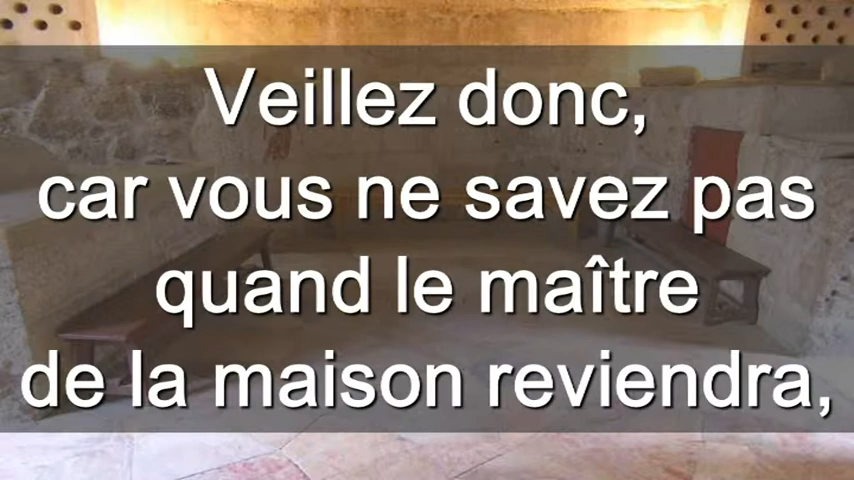 Veillez donc,
car vous ne savez pas
quand le maître
de la maison reviendra,